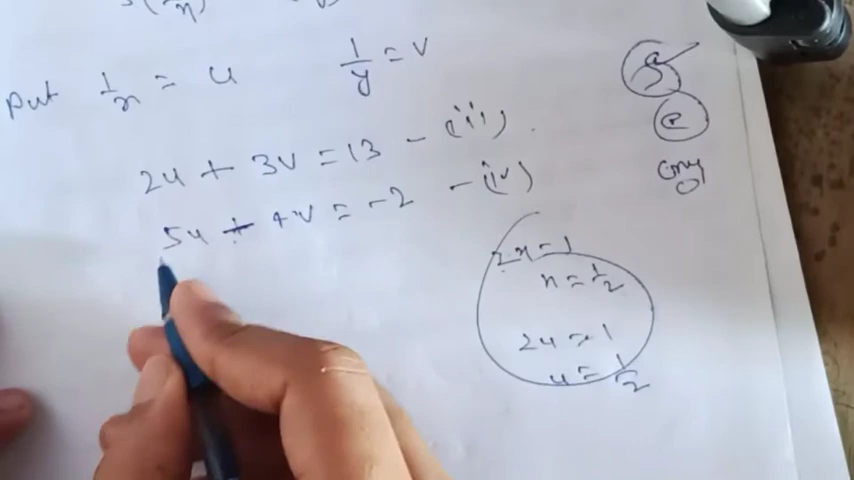 Put 1/x = u 1/y = v
2u + 3v = 13 - (iii)
5u + 4v = -2 - (iv)
2x = 1
x = 1/2
2u = 1
u = 1/2